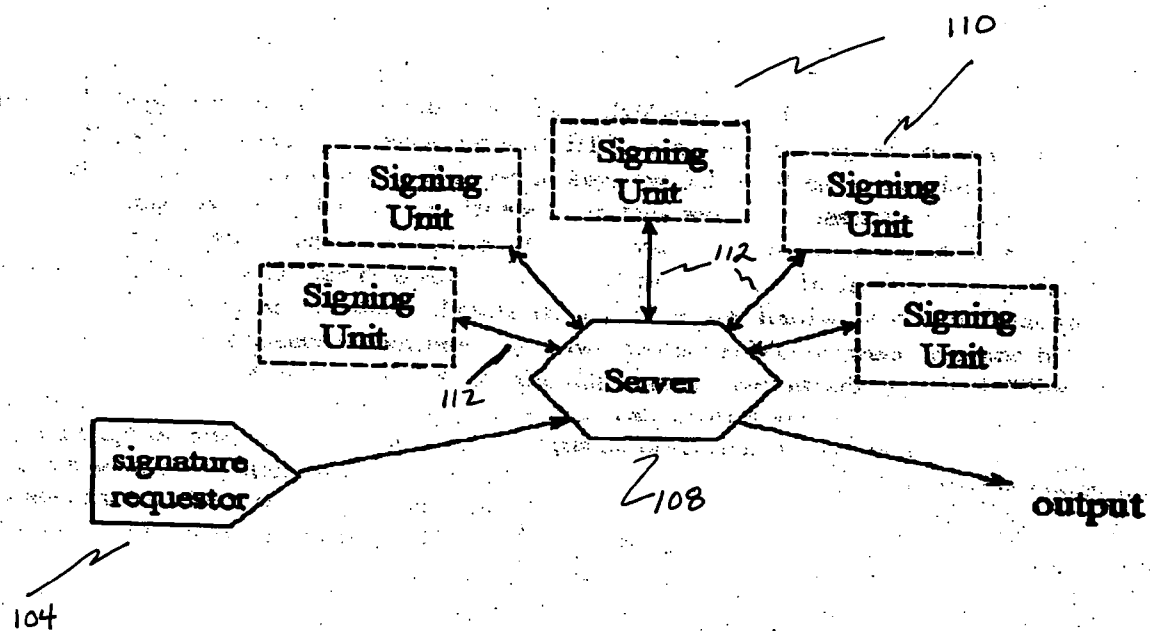 110
Signing
Unit
Signing
Unit
Signing
Unit
112
Signing
Unit
Signing
Unit
Server
112
signature
requestor
108
output
104